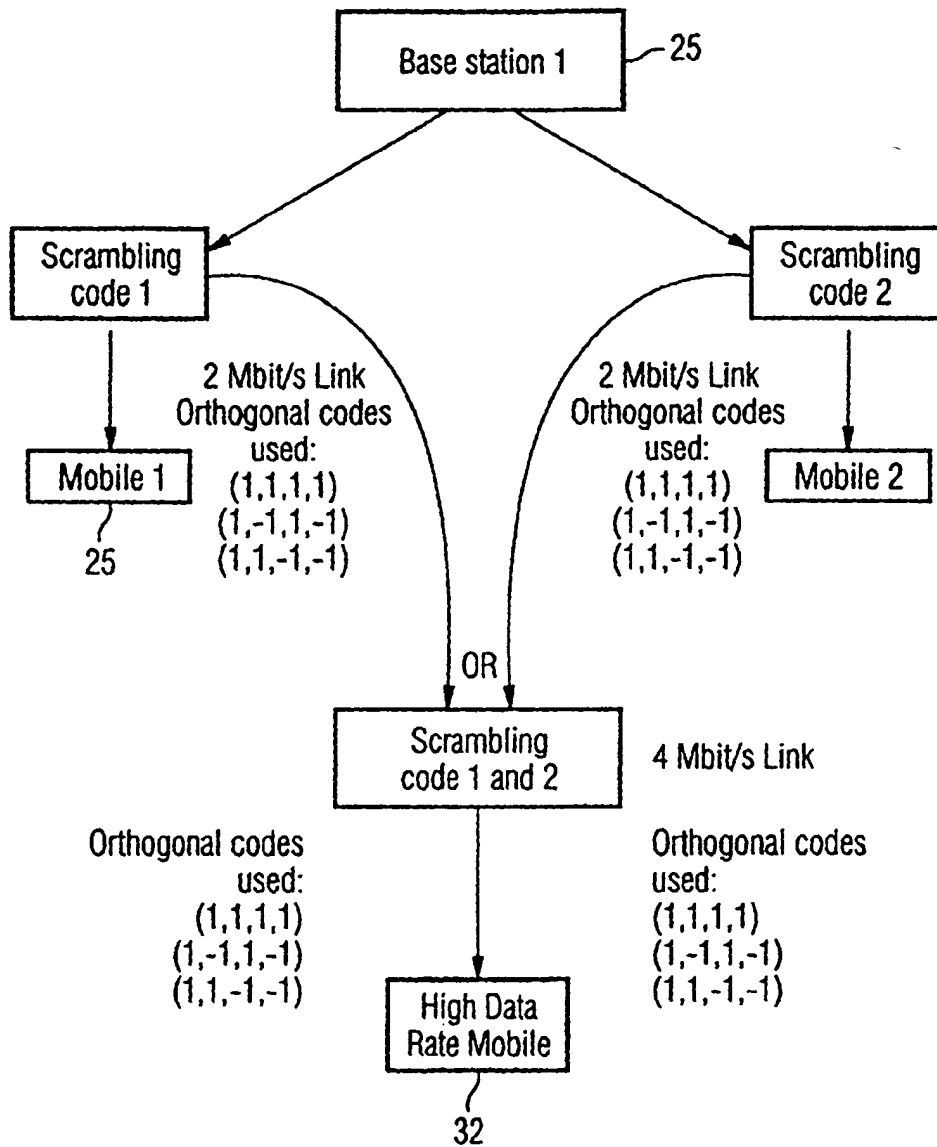 Base station 1
25
Scrambling
code 1
Scrambling
code 2
2 Mbit/s Link
Orthogonal codes
used:
(1,1,1,1)
(1,-1,1,-1)
(1,1,-1,-1)
2 Mbit/s Link
Orthogonal codes
used:
(1,1,1,1)
(1,-1,1,-1)
(1,1,-1,-1)
Mobile 1
25
Mobile 2
OR
Scrambling
code 1 and 2
4 Mbit/s Link
Orthogonal codes
used:
(1,1,1,1)
(1,-1,1,-1)
(1,1,-1,-1)
Orthogonal codes
used:
(1,1,1,1)
(1,-1,1,-1)
(1,1,-1,-1)
High Data
Rate Mobile
32